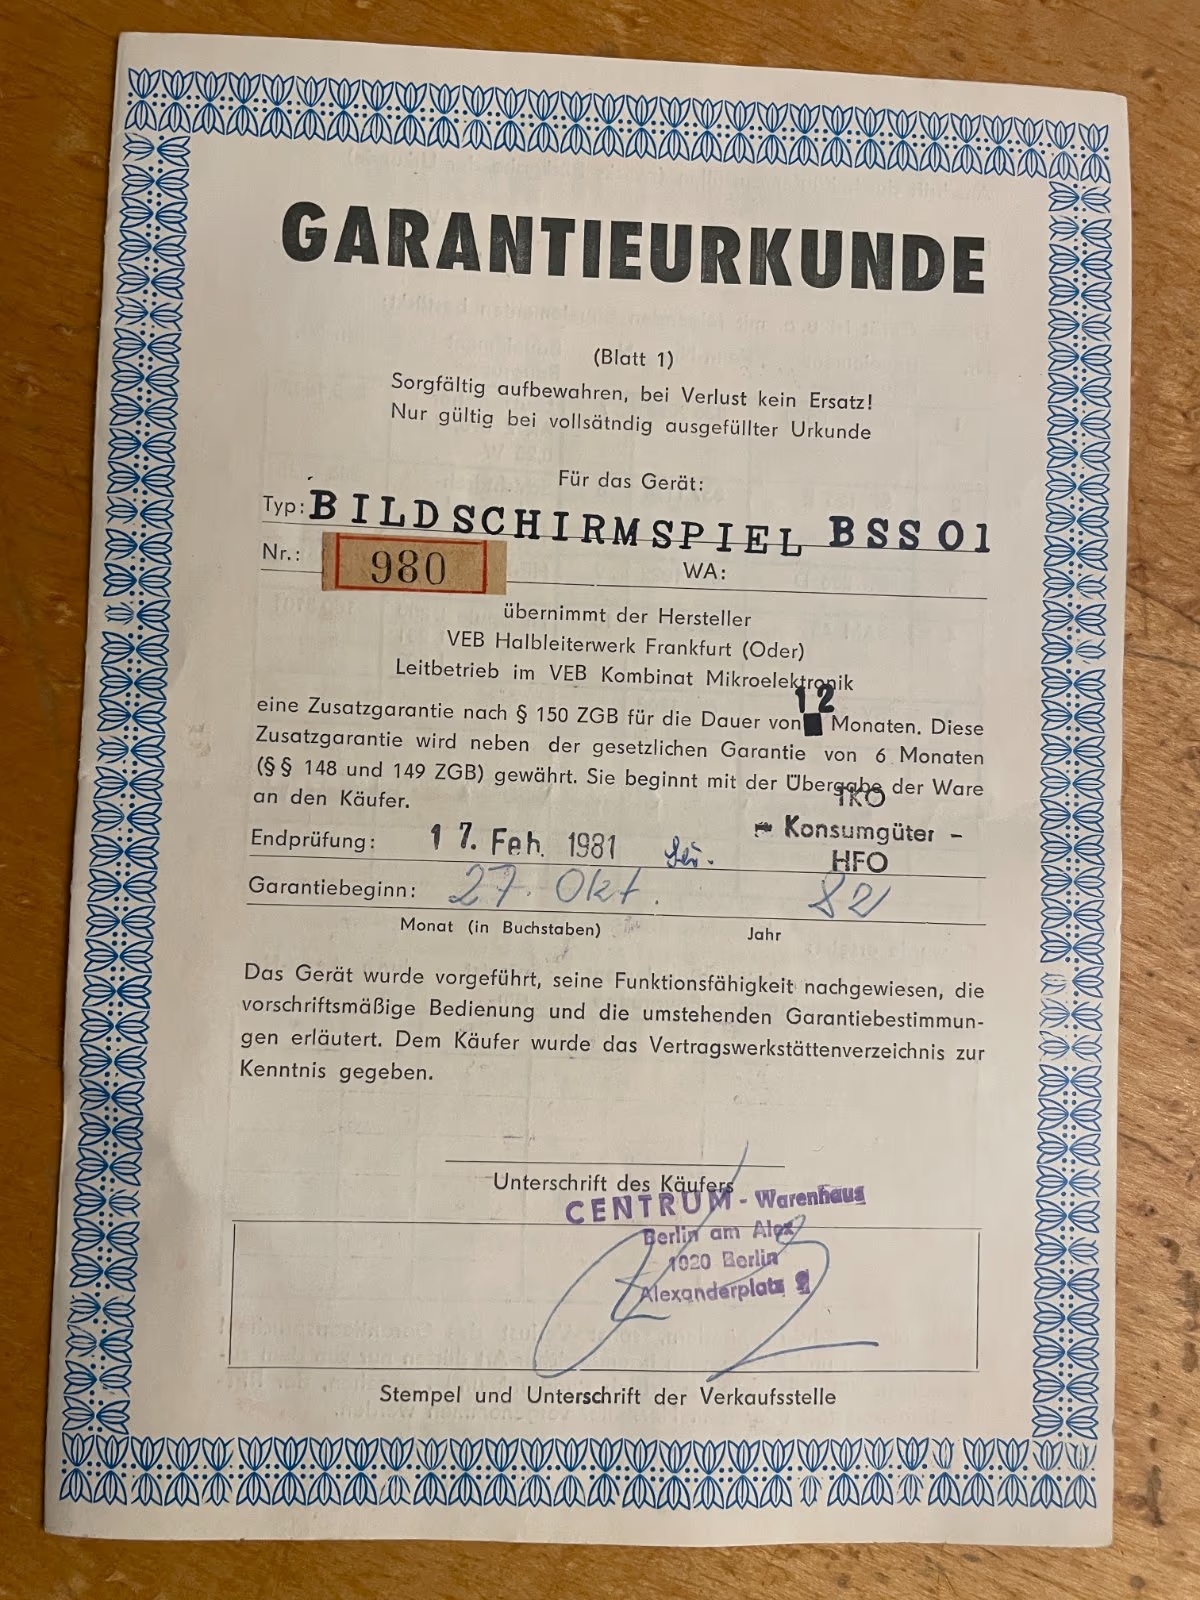 GARANTIEURKUNDE
(Blatt 1)
Sorgfältig aufbewahren, bei Verlust kein Ersatz!
Nur gültig bei vollsätndig ausgefüllter Urkunde
Für das Gerät:
Typ: BILDSCHIRMSPIEL BSS 01
Nr.: 980 WA:
übernimmt der Hersteller
VEB Halbleiterwerk Frankfurt (Oder)
Leitbetrieb im VEB Kombinat Mikroelektronik
eine Zusatzgarantie nach § 150 ZGB für die Dauer von 12 Monaten. Diese
Zusatzgarantie wird neben der gesetzlichen Garantie von 6 Monaten
(§§ 148 und 149 ZGB) gewährt. Sie beginnt mit der Übergabe der Ware
an den Käufer.
TKO
Konsumgüter -
HFO
Endprüfung: 17. Feb. 1981
Garantiebeginn: 27. Okt. 82
Monat (in Buchstaben) Jahr
Das Gerät wurde vorgeführt, seine Funktionsfähigkeit nachgewiesen, die
vorschriftsmäßige Bedienung und die umstehenden Garantiebestimmun-
gen erläutert. Dem Käufer wurde das Vertragswerkstättenverzeichnis zur
Kenntnis gegeben.
Unterschrift des Käufers
CENTRUM - Warenhaus
Berlin am Alex
1020 Berlin
Alexanderplatz
Stempel und Unterschrift der Verkaufsstelle